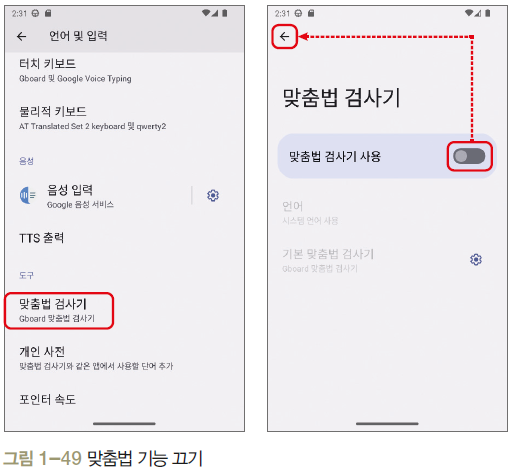 2:31
언어 및 입력
터치 키보드
Gboard 및 Google Voice Typing
물리적 키보드
AT Translated Set 2 keyboard 및 qwerty2
음성
음성 입력
Google 음성 서비스
TTS 출력
도구
맞춤법 검사기
Gboard 맞춤법 검사기
개인 사전
맞춤법 검사기와 같은 앱에서 사용할 단어 추가
포인터 속도
2:31
맞춤법 검사기
맞춤법 검사기 사용
언어
시스템 언어 사용
기본 맞춤법 검사기
Gboard 맞춤법 검사기
그림 1-49 맞춤법 기능 끄기